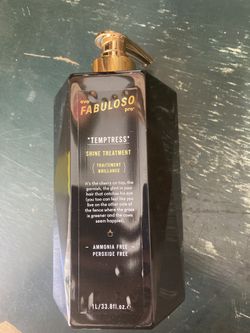 evo
FABULOSO
pro
"TEMPTRESS"
SHINE TREATMENT
( TRAITEMENT
BRILLANCE )
it's the cherry on top, the
garnish, the glint in your
hair that catches his eye
(you too can feel like you
live on the other side of
the fence where the grass
is greener and the cows
seem happier)
AMMONIA FREE
PEROXIDE FREE
1L/33.8fl.oz.℮